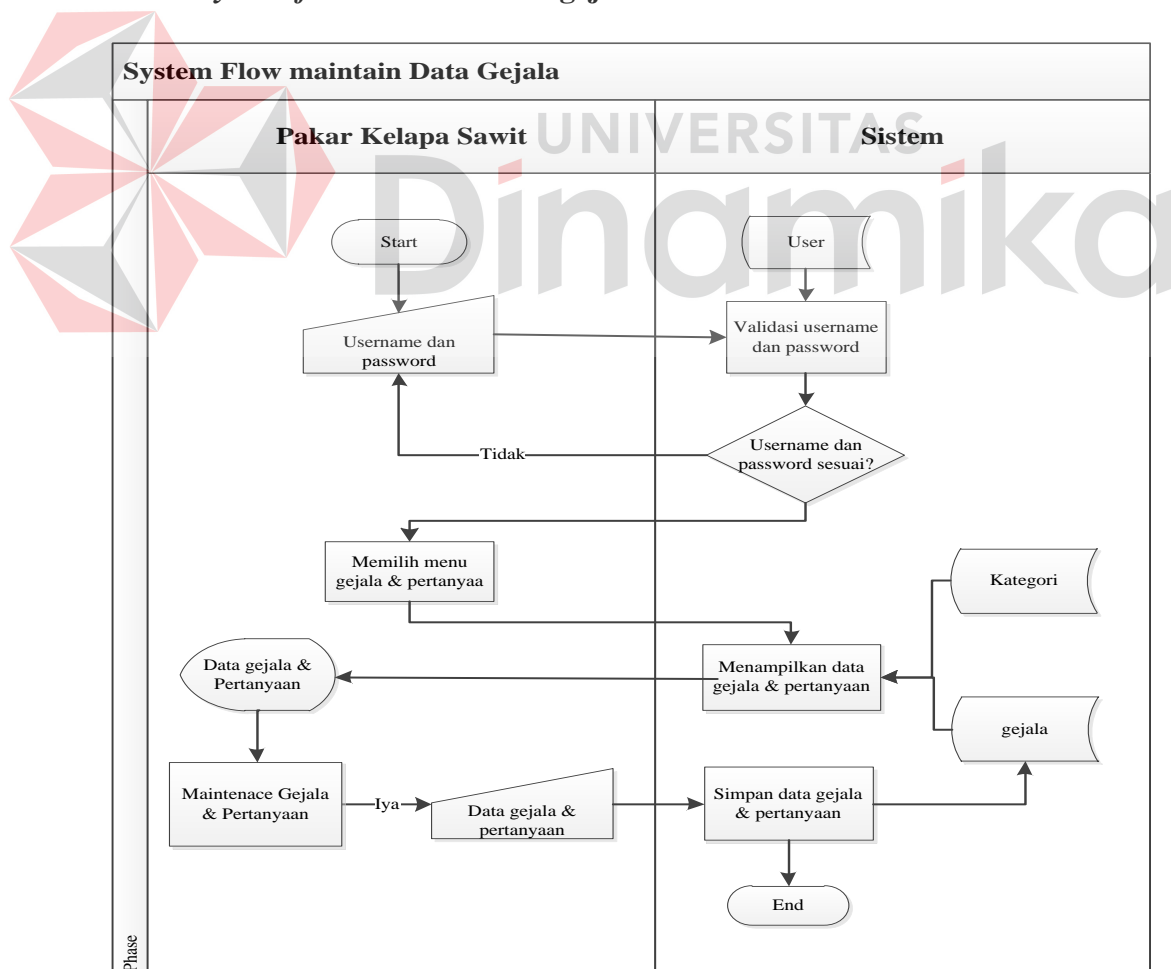 System Flow maintain Data Gejala
Pakar Kelapa Sawit
Sistem
UNIVERSITAS
Dinamika
Start
User
Username dan
password
Validasi username
dan password
Tidak
Username dan
password sesuai?
Memilih menu
gejala & pertanyaa
Kategori
Data gejala &
Pertanyaan
Menampilkan data
gejala & pertanyaan
gejala
Maintenace Gejala
& Pertanyaan
Iya
Data gejala &
pertanyaan
Simpan data gejala
& pertanyaan
End
Phase